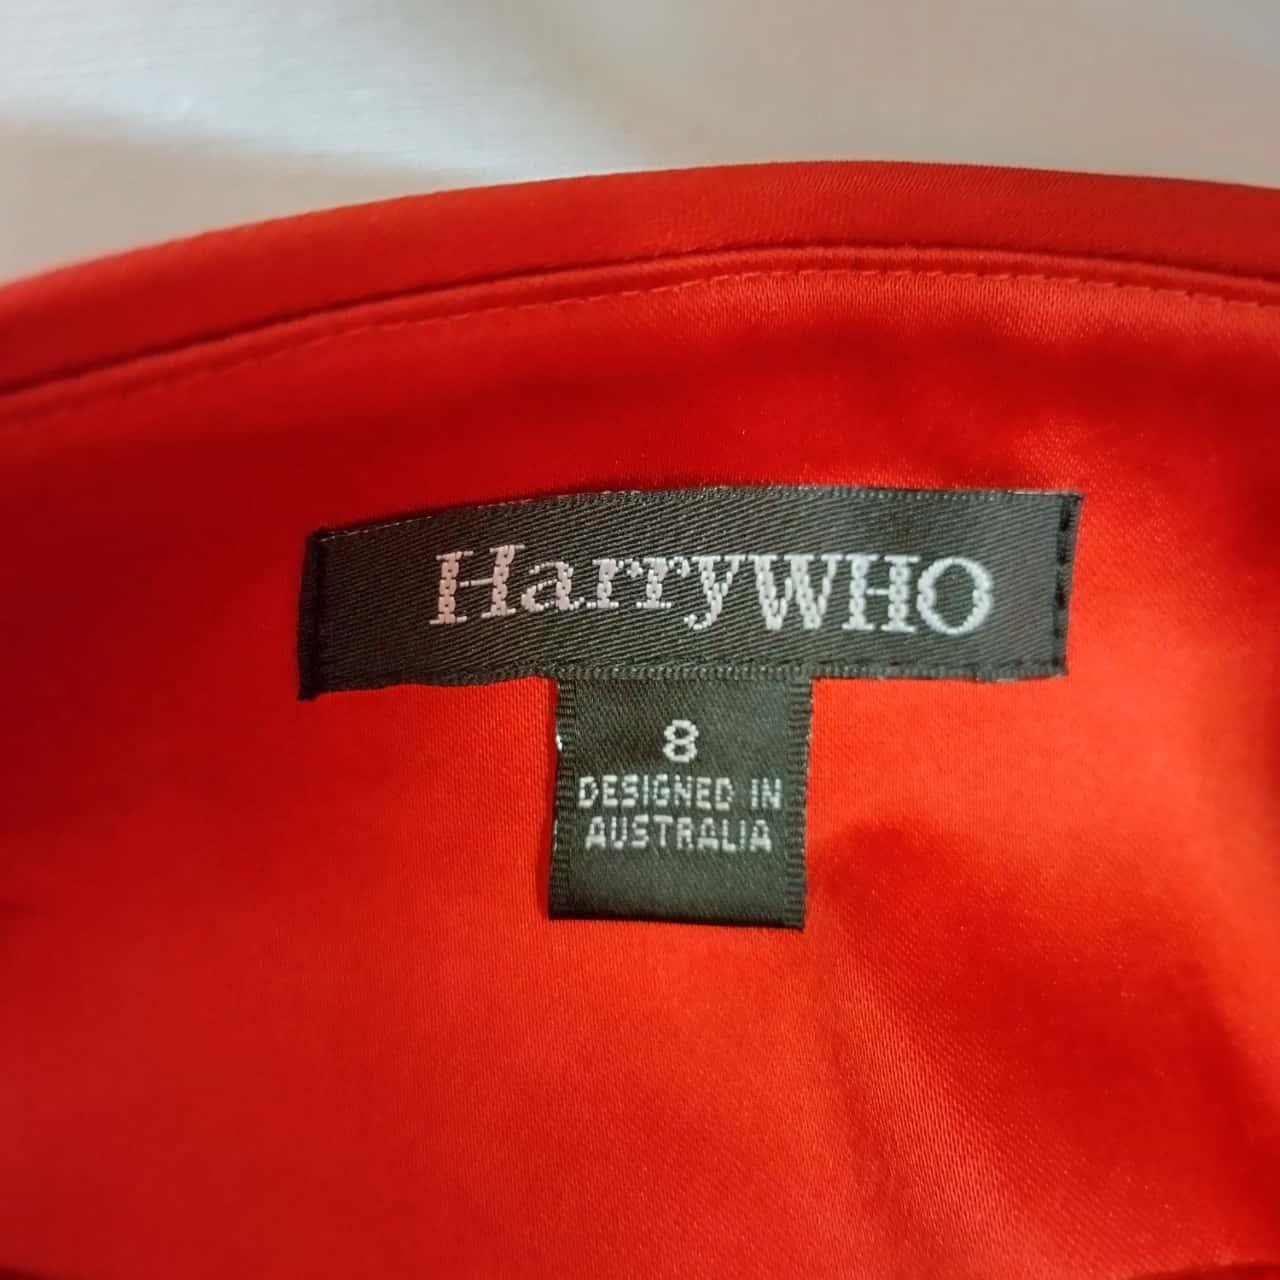 HarryWHO
8
DESIGNED IN
AUSTRALIA